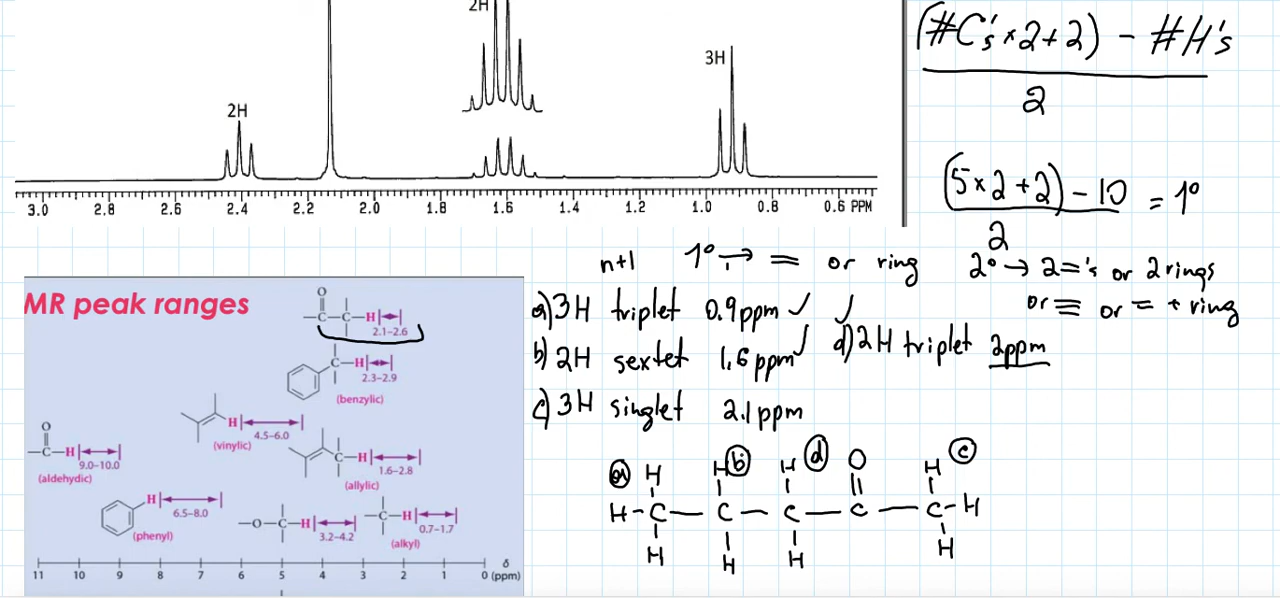 2H
2H
3H
3.0 2.8 2.6 2.4 2.2 2.0 1.8 1.6 1.4 1.2 1.0 0.8 0.6 PPM
(#C's × 2 + 2) - #H's
2
(5 × 2 + 2) - 10 = 1°
2
n+1 1° → = or ring 2° → 2 ='s or 2 rings
or ≡ or = + ring
a) 3H triplet 0.9 ppm ✓ ✓
b) 2H sextet 1.6 ppm ✓ d) 2H triplet 2ppm
c) 3H singlet 2.1 ppm
a H H b H d O H c
H-C-C-C-C-C-H
H H H H
MR peak ranges
O
-C-C-H
2.1–2.6
C-H
2.3–2.9
(benzylic)
H
4.5–6.0
(vinylic)
O
-C-H
9.0–10.0
(aldehydic)
C-H
1.6–2.8
(allylic)
H
6.5–8.0
(phenyl)
-O-C-H
3.2–4.2
-C-H
0.7–1.7
(alkyl)
11 10 9 8 7 6 5 4 3 2 1 0 (ppm)
δ